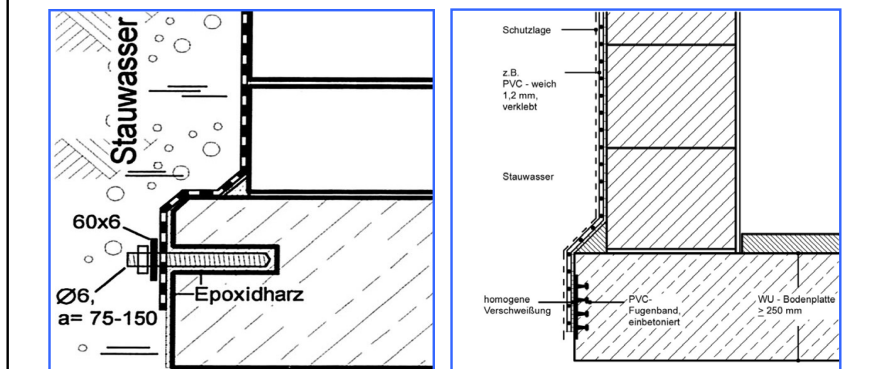 Stauwasser
60x6
Ø6,
a= 75-150
Epoxidharz
Schutzlage
z.B.
PVC - weich
1,2 mm,
verklebt
Stauwasser
homogene
Verschweißung
PVC-
Fugenband,
einbetoniert
WU - Bodenplatte
≥ 250 mm